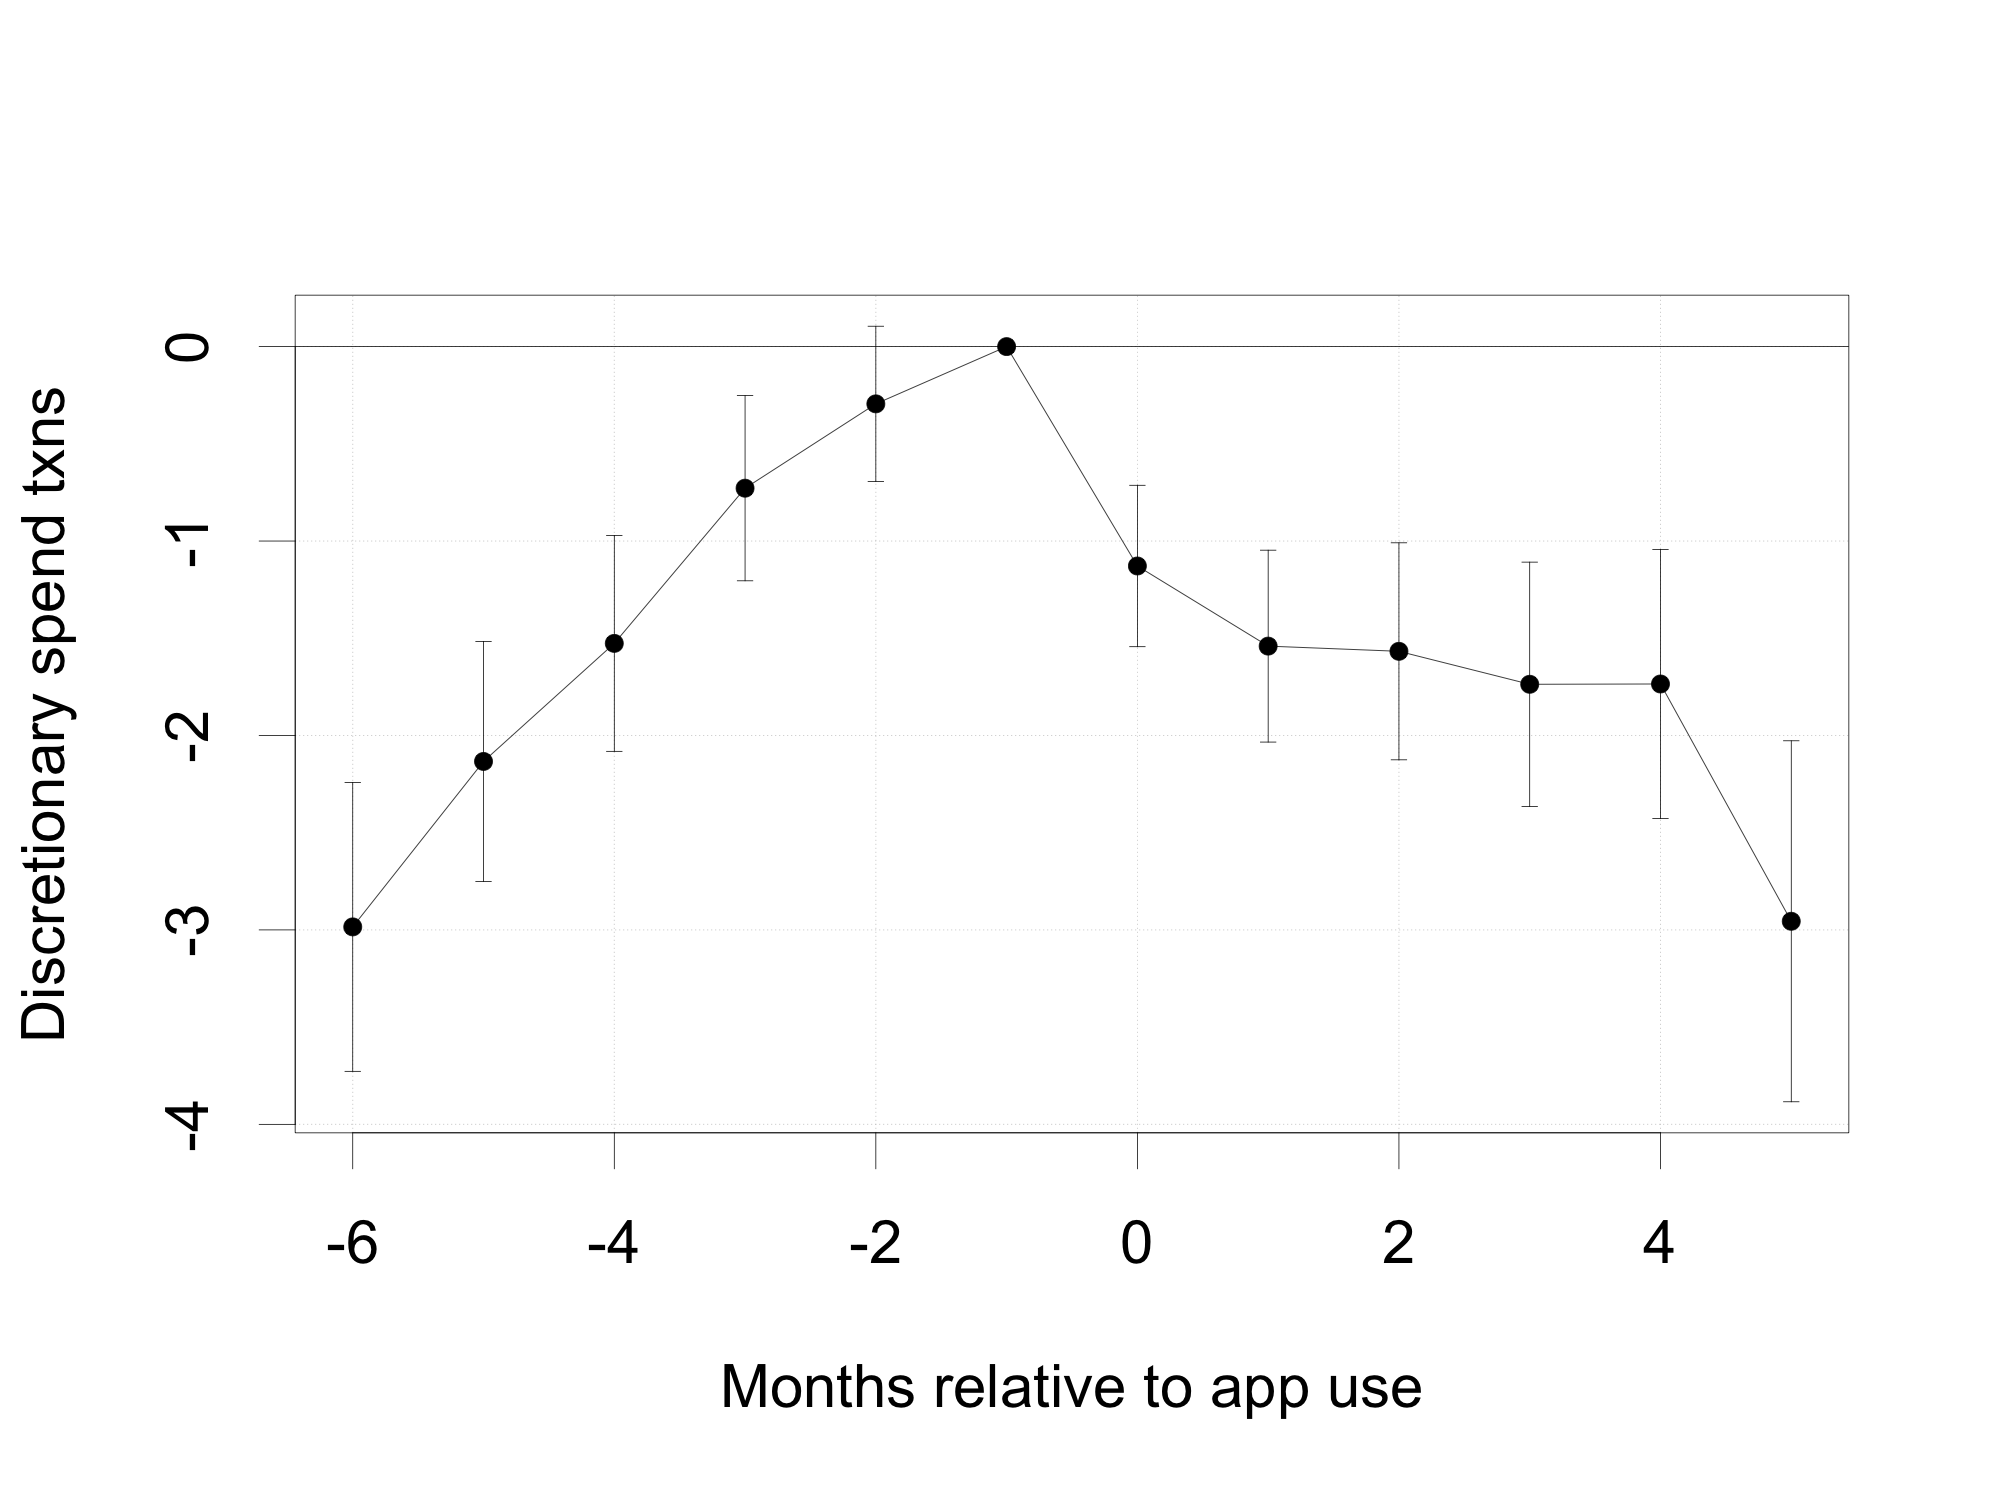 Discretionary spend txns
0
-1
-2
-3
-4
-6 -4 -2 0 2 4
Months relative to app use